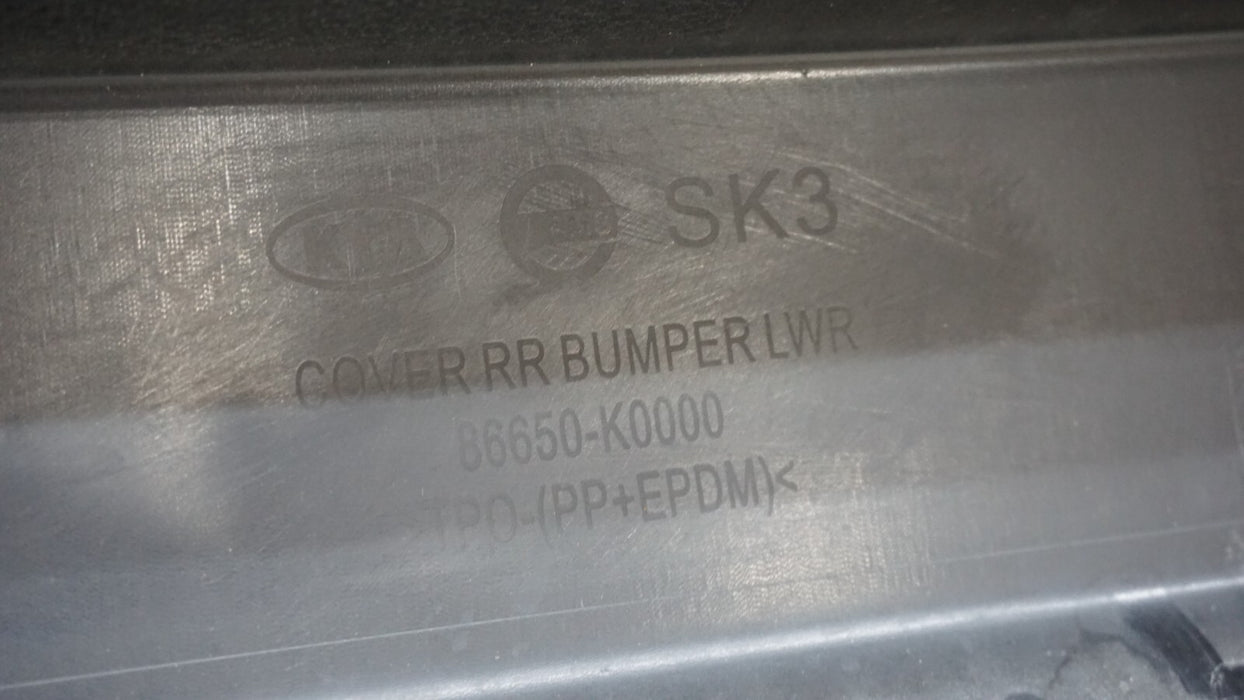 KIA SK3
COVER RR BUMPER LWR
86650-K0000
>TPO-(PP+EPDM)<